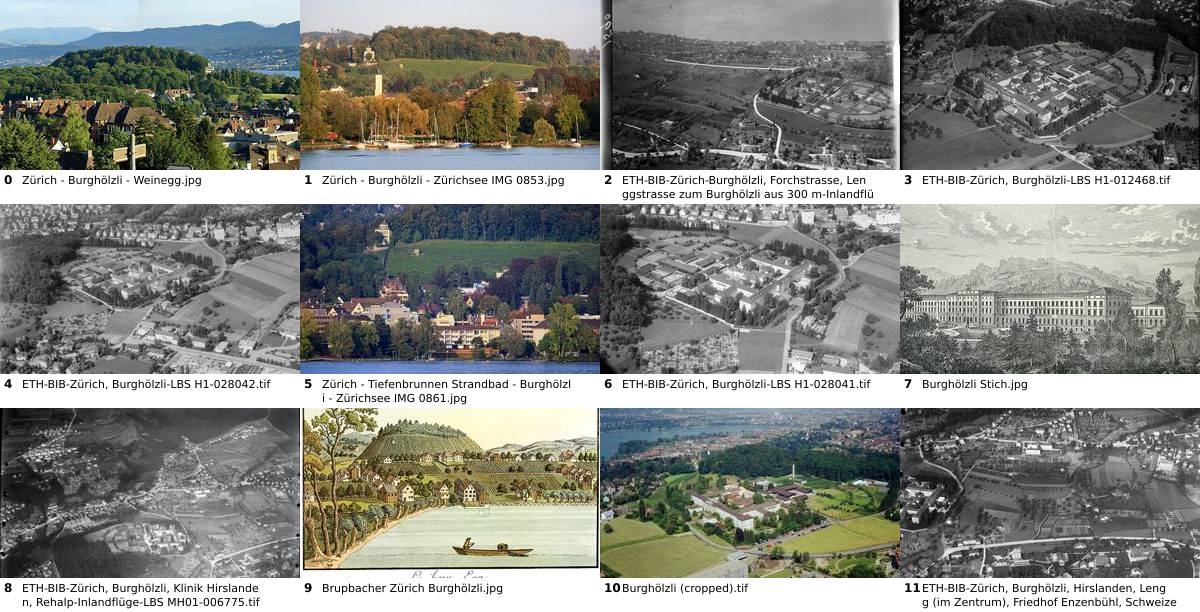 0 Zürich - Burghölzli - Weinegg.jpg
1 Zürich - Burghölzli - Zürichsee IMG 0853.jpg
2 ETH-BIB-Zürich-Burghölzli, Forchstrasse, Len
ggstrasse zum Burghölzli aus 300 m-Inlandflü
3 ETH-BIB-Zürich, Burghölzli-LBS H1-012468.tif
4 ETH-BIB-Zürich, Burghölzli-LBS H1-028042.tif
5 Zürich - Tiefenbrunnen Strandbad - Burghölzl
i - Zürichsee IMG 0861.jpg
6 ETH-BIB-Zürich, Burghölzli-LBS H1-028041.tif
7 Burghölzli Stich.jpg
8 ETH-BIB-Zürich, Burghölzli, Klinik Hirslande
n, Rehalp-Inlandflüge-LBS MH01-006775.tif
9 Brupbacher Zürich Burghölzli.jpg
10 Burghölzli (cropped).tif
11 ETH-BIB-Zürich, Burghölzli, Hirslanden, Leng
g (im Zentrum), Friedhof Enzenbühl, Schweize